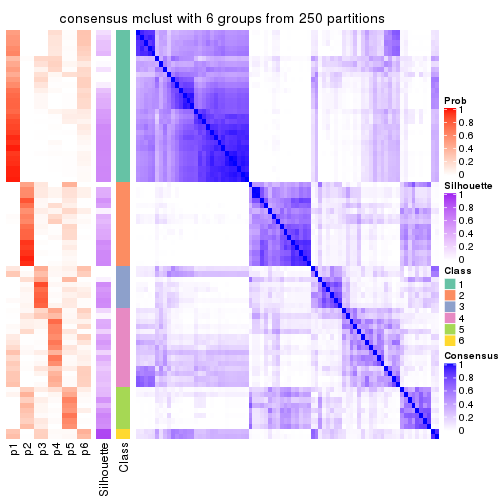 consensus mclust with 6 groups from 250 partitions
Prob
1
0.8
0.6
0.4
0.2
0
Silhouette
1
0.8
0.6
0.4
0.2
0
Class
1
2
3
4
5
6
Consensus
1
0.8
0.6
0.4
0.2
0
p1
p2
p3
p4
p5
p6
Silhouette
Class